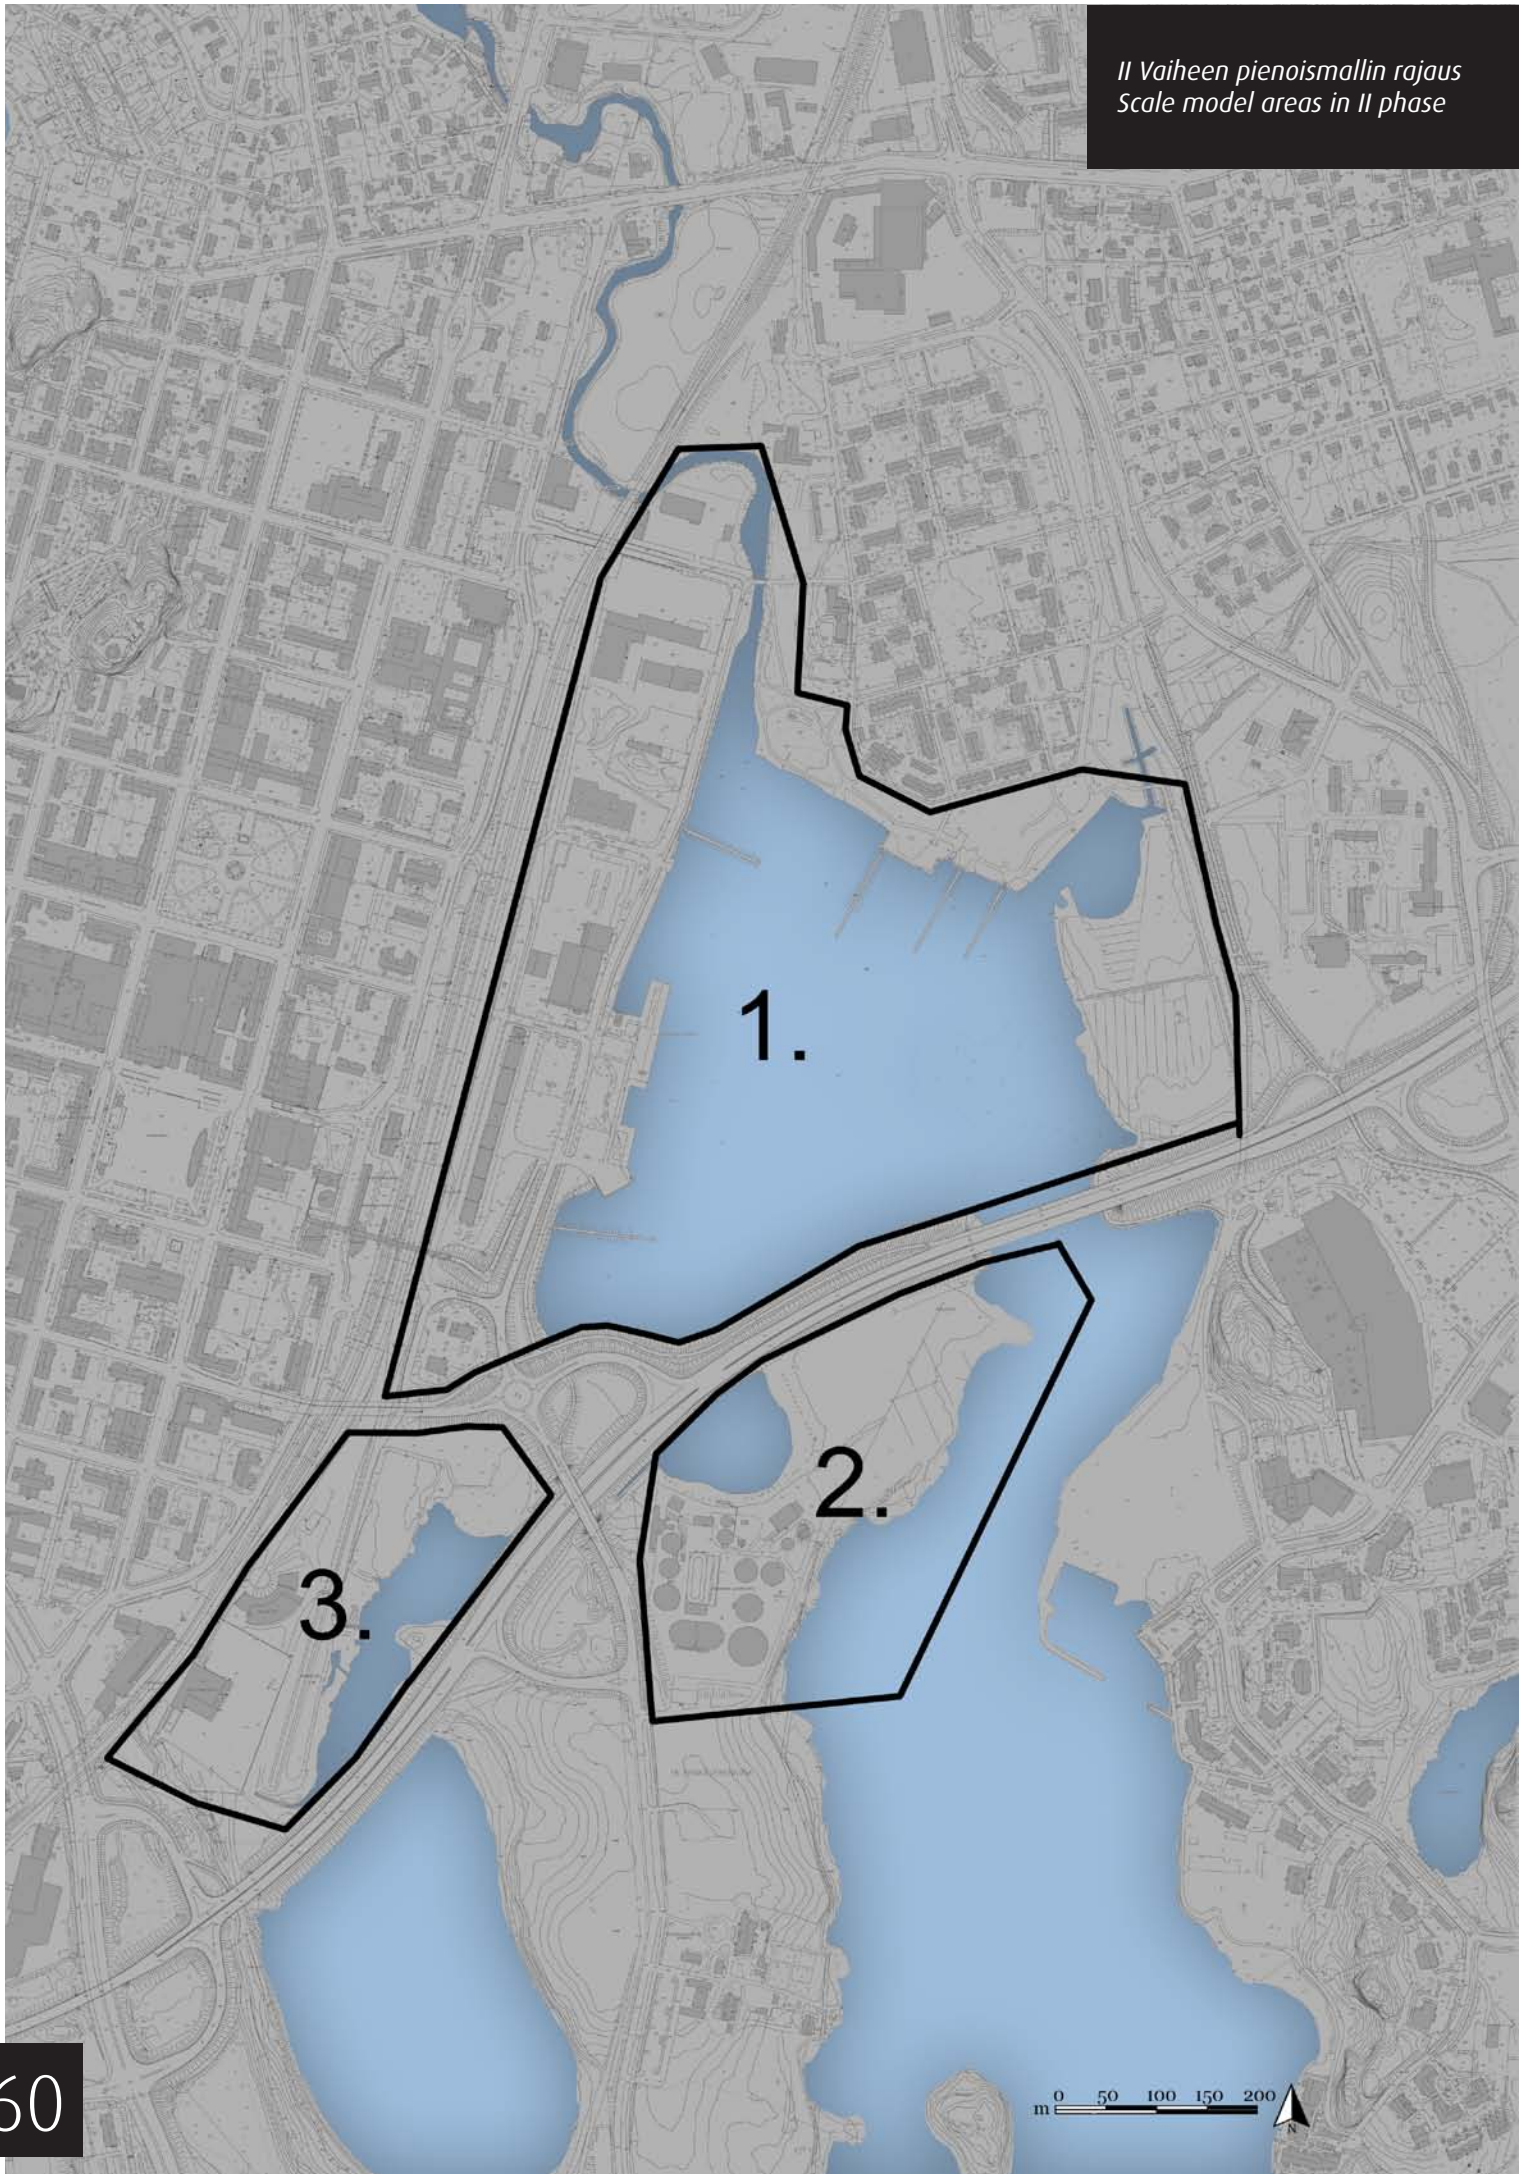 II Vaiheen pienoismallin rajaus
Scale model areas in II phase
1.
2.
3.
m 0 50 100 150 200
N
60